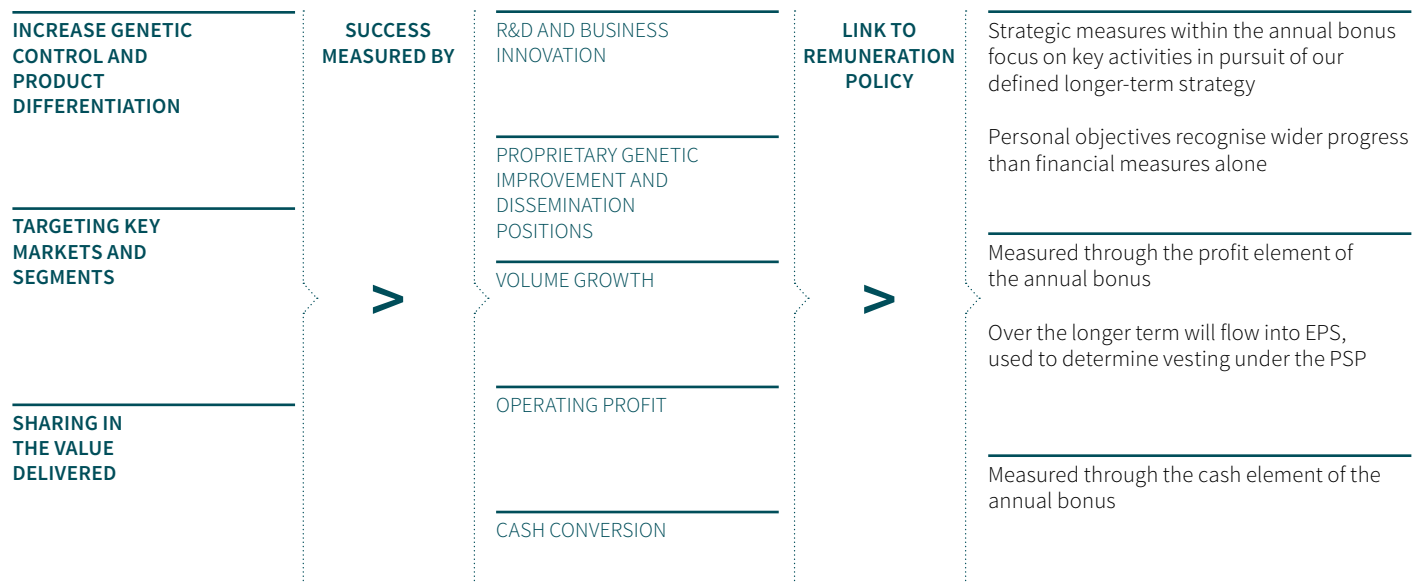 INCREASE GENETIC
CONTROL AND
PRODUCT
DIFFERENTIATION
TARGETING KEY
MARKETS AND
SEGMENTS
SHARING IN
THE VALUE
DELIVERED
SUCCESS
MEASURED BY
>
R&D AND BUSINESS
INNOVATION
PROPRIETARY GENETIC
IMPROVEMENT AND
DISSEMINATION
POSITIONS
VOLUME GROWTH
OPERATING PROFIT
CASH CONVERSION
LINK TO
REMUNERATION
POLICY
>
Strategic measures within the annual bonus
focus on key activities in pursuit of our
defined longer-term strategy
Personal objectives recognise wider progress
than financial measures alone
Measured through the profit element of
the annual bonus
Over the longer term will flow into EPS,
used to determine vesting under the PSP
Measured through the cash element of the
annual bonus